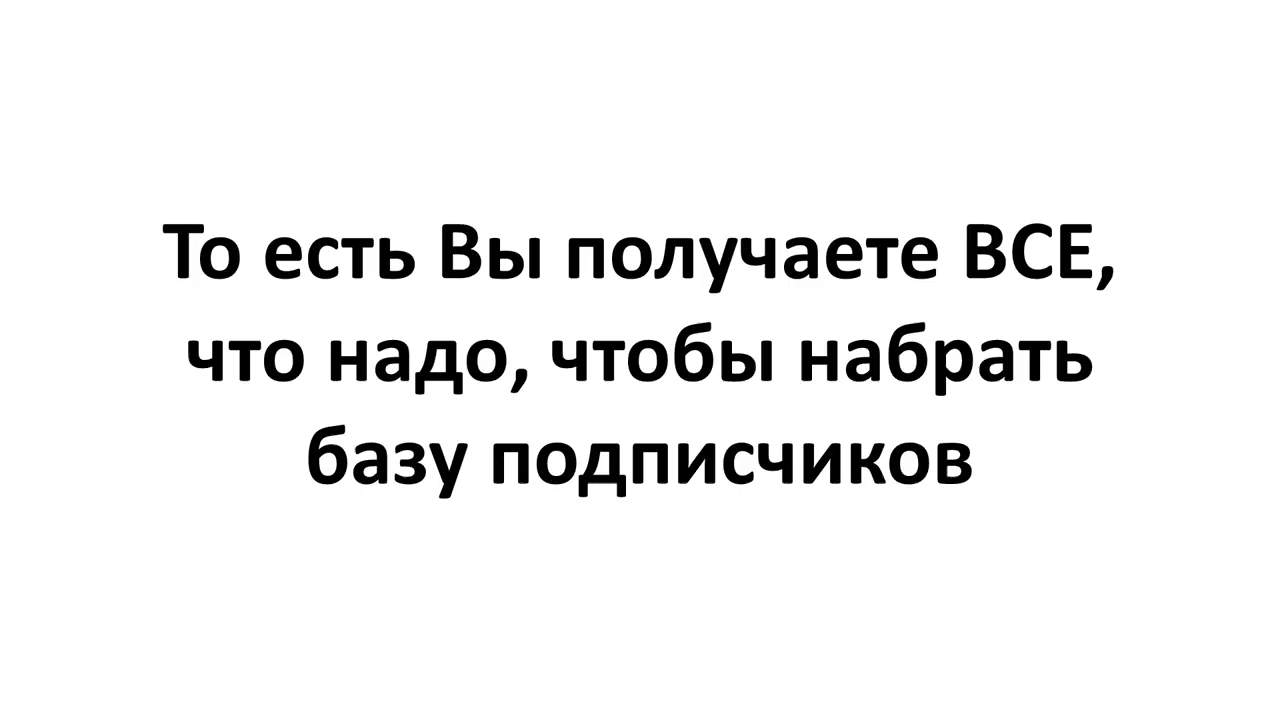 То есть Вы получаете ВСЕ,
что надо, чтобы набрать
базу подписчиков